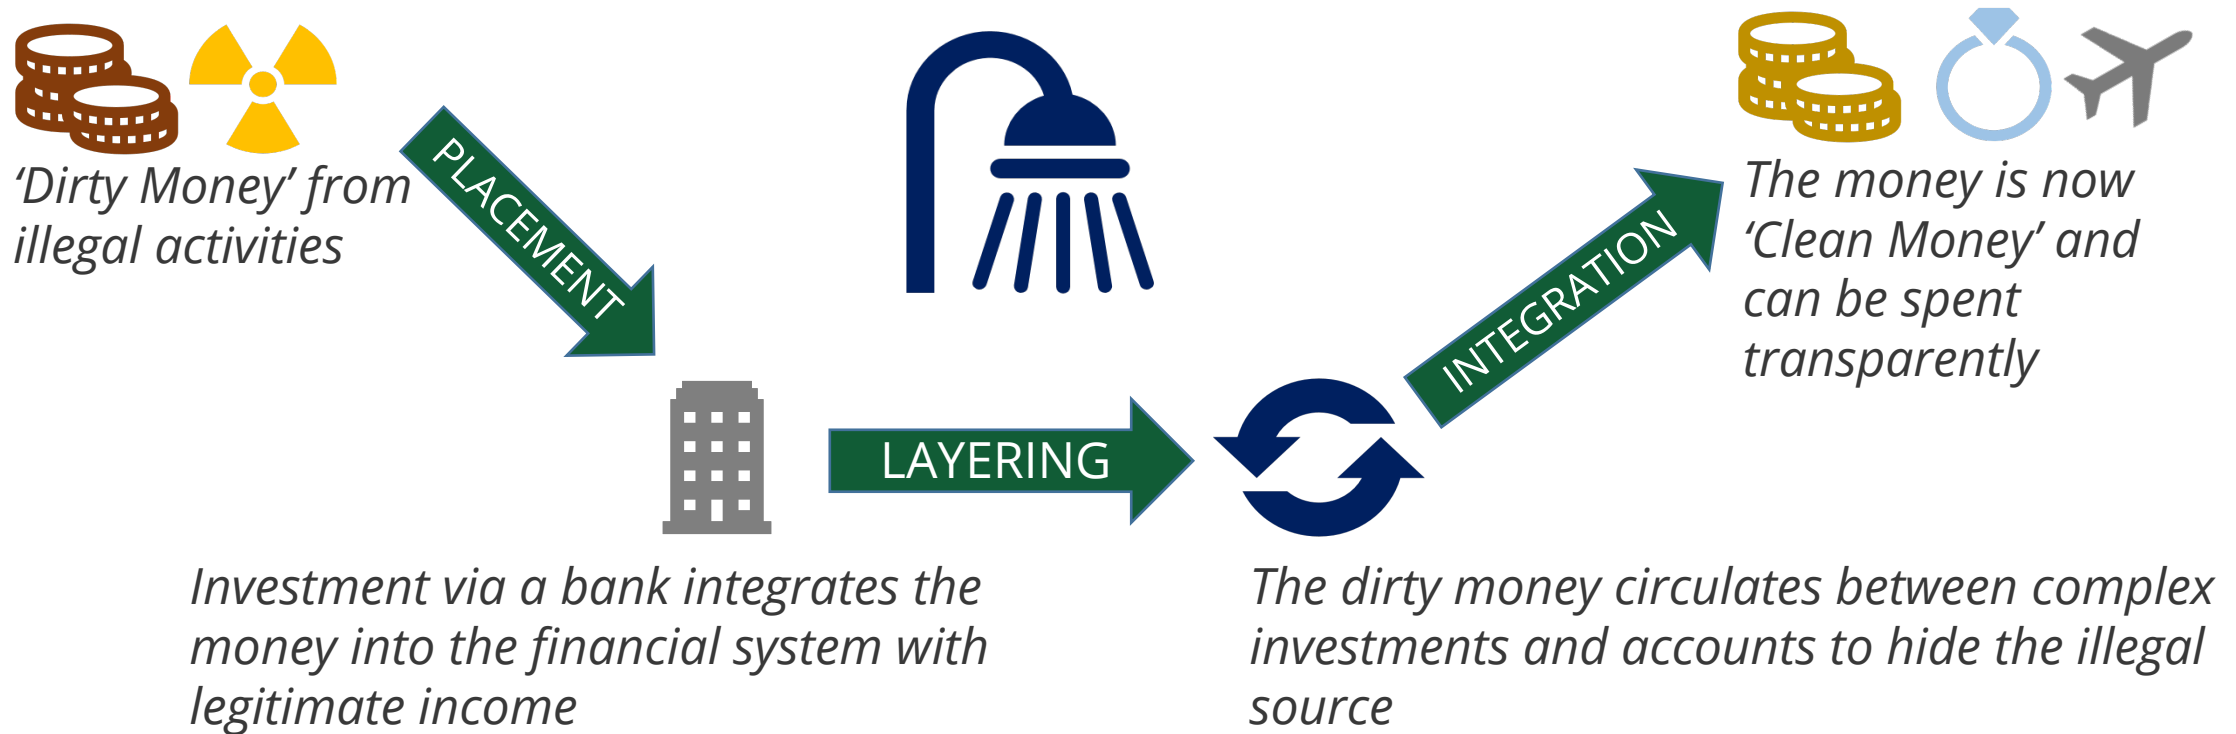 ‘Dirty Money’ from
illegal activities
PLACEMENT
Investment via a bank integrates the
money into the financial system with
legitimate income
LAYERING
The dirty money circulates between complex
investments and accounts to hide the illegal
source
INTEGRATION
The money is now
‘Clean Money’ and
can be spent
transparently